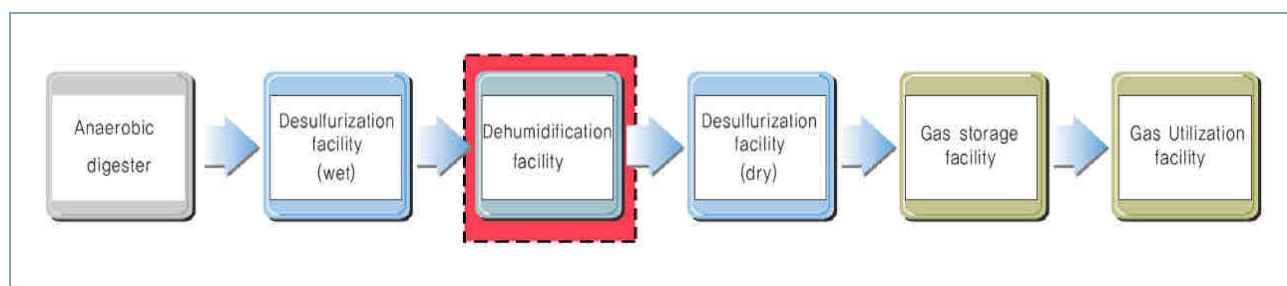 Anaerobic
digester
Desulfurization
facility
(wet)
Dehumidification
facility
Desulfurization
facility
(dry)
Gas storage
facility
Gas Utilization
facility